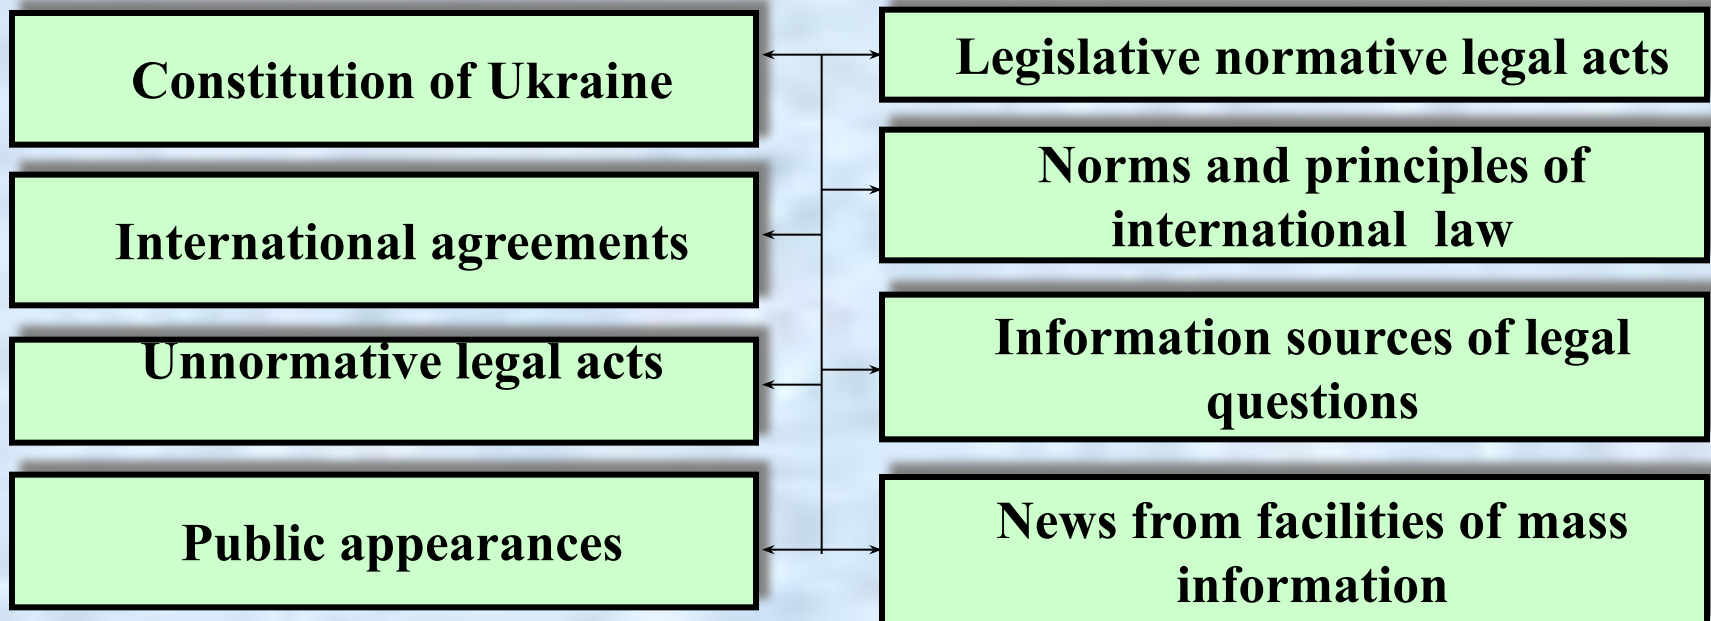 Constitution of Ukraine
Legislative normative legal acts
International agreements
Norms and principles of
international law
Unnormative legal acts
Information sources of legal
questions
Public appearances
News from facilities of mass
information